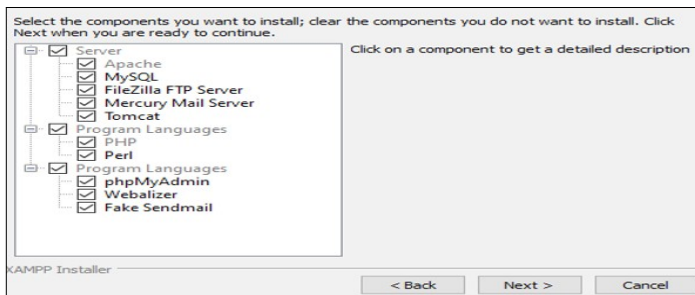 Select the components you want to install; clear the components you do not want to install. Click
Next when you are ready to continue.
Server
Apache
MySQL
FileZilla FTP Server
Mercury Mail Server
Tomcat
Program Languages
PHP
Perl
Program Languages
phpMyAdmin
Webalizer
Fake Sendmail
Click on a component to get a detailed description
XAMPP Installer
< Back
Next >
Cancel